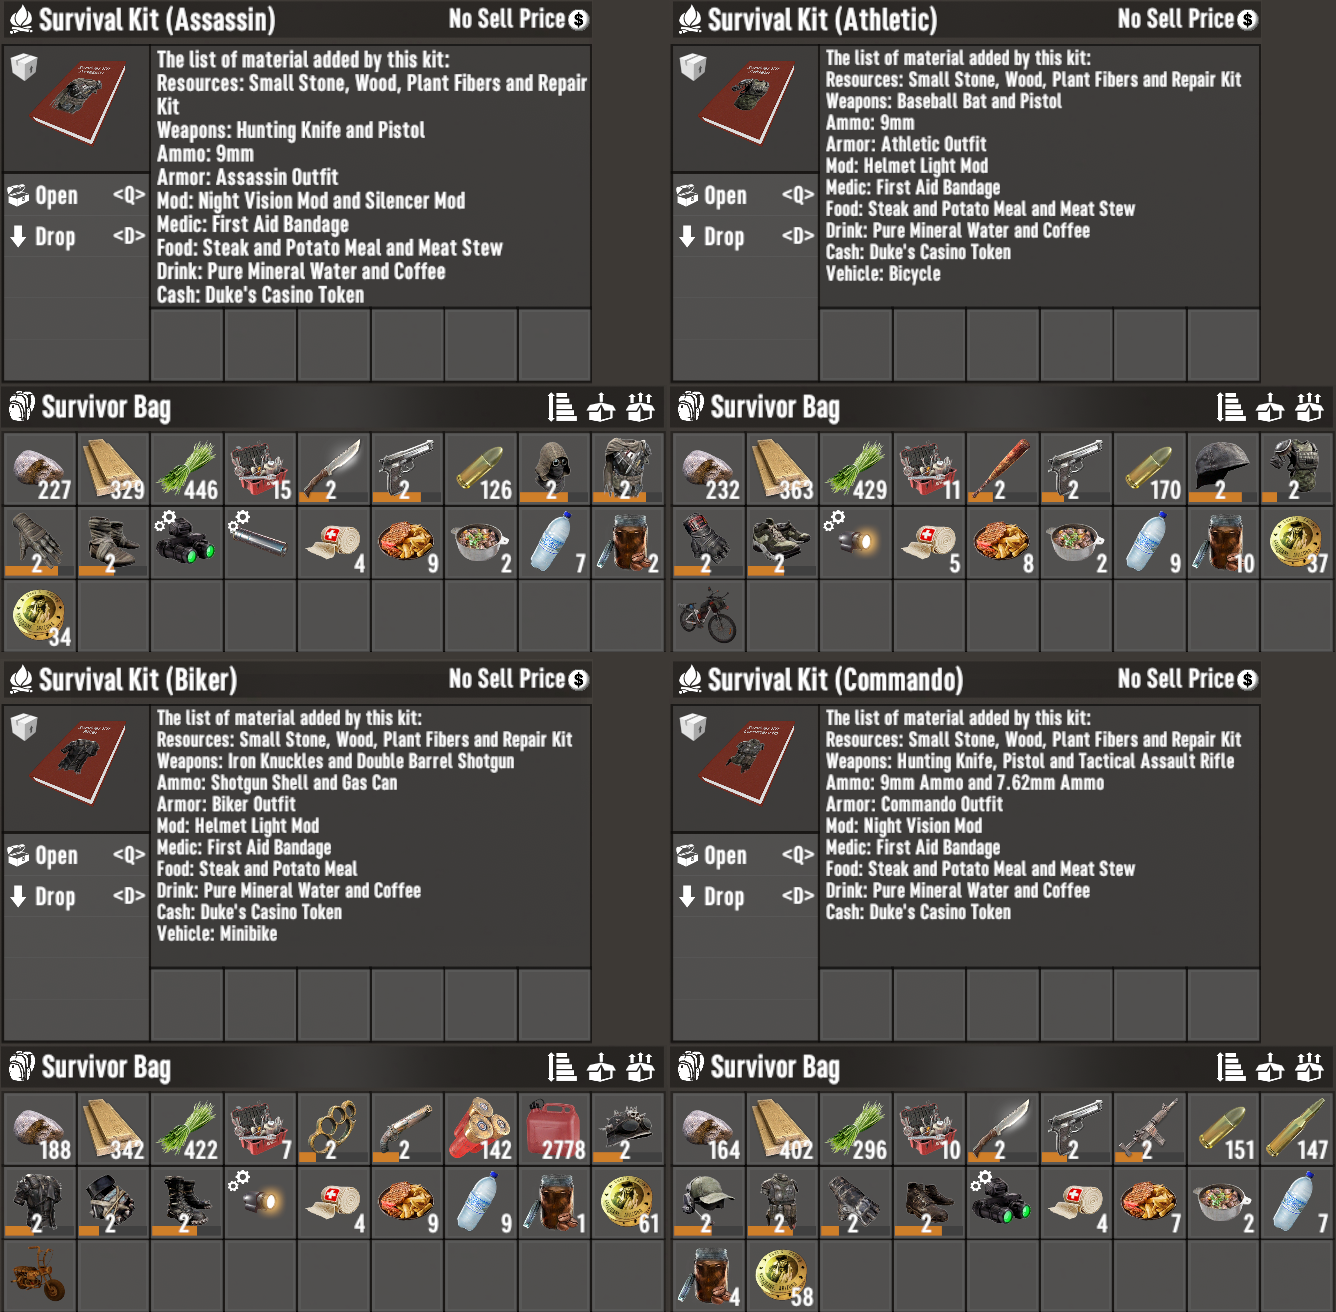 Survival Kit (Assassin)
No Sell Price $
The list of material added by this kit:
Resources: Small Stone, Wood, Plant Fibers and Repair
Kit
Weapons: Hunting Knife and Pistol
Ammo: 9mm
Armor: Assassin Outfit
Mod: Night Vision Mod and Silencer Mod
Medic: First Aid Bandage
Food: Steak and Potato Meal and Meat Stew
Drink: Pure Mineral Water and Coffee
Cash: Duke's Casino Token
Open <Q>
Drop <D>
Survivor Bag
227 329 446 15 2 2 126 2 2
2 2 4 9 2 7 2
34
Survival Kit (Athletic)
No Sell Price $
The list of material added by this kit:
Resources: Small Stone, Wood, Plant Fibers and Repair Kit
Weapons: Baseball Bat and Pistol
Ammo: 9mm
Armor: Athletic Outfit
Mod: Helmet Light Mod
Medic: First Aid Bandage
Food: Steak and Potato Meal and Meat Stew
Drink: Pure Mineral Water and Coffee
Cash: Duke's Casino Token
Vehicle: Bicycle
Open <Q>
Drop <D>
Survivor Bag
232 363 429 11 2 2 170 2 2
2 2 5 8 2 9 10 37
Survival Kit (Biker)
No Sell Price $
The list of material added by this kit:
Resources: Small Stone, Wood, Plant Fibers and Repair Kit
Weapons: Iron Knuckles and Double Barrel Shotgun
Ammo: Shotgun Shell and Gas Can
Armor: Biker Outfit
Mod: Helmet Light Mod
Medic: First Aid Bandage
Food: Steak and Potato Meal
Drink: Pure Mineral Water and Coffee
Cash: Duke's Casino Token
Vehicle: Minibike
Open <Q>
Drop <D>
Survivor Bag
188 342 422 7 2 2 142 2778 2
2 2 2 4 9 9 1 61
Survival Kit (Commando)
No Sell Price $
The list of material added by this kit:
Resources: Small Stone, Wood, Plant Fibers and Repair Kit
Weapons: Hunting Knife, Pistol and Tactical Assault Rifle
Ammo: 9mm Ammo and 7.62mm Ammo
Armor: Commando Outfit
Mod: Night Vision Mod
Medic: First Aid Bandage
Food: Steak and Potato Meal and Meat Stew
Drink: Pure Mineral Water and Coffee
Cash: Duke's Casino Token
Open <Q>
Drop <D>
Survivor Bag
164 402 296 10 2 2 2 151 147
2 2 2 2 4 7 2 7
4 58